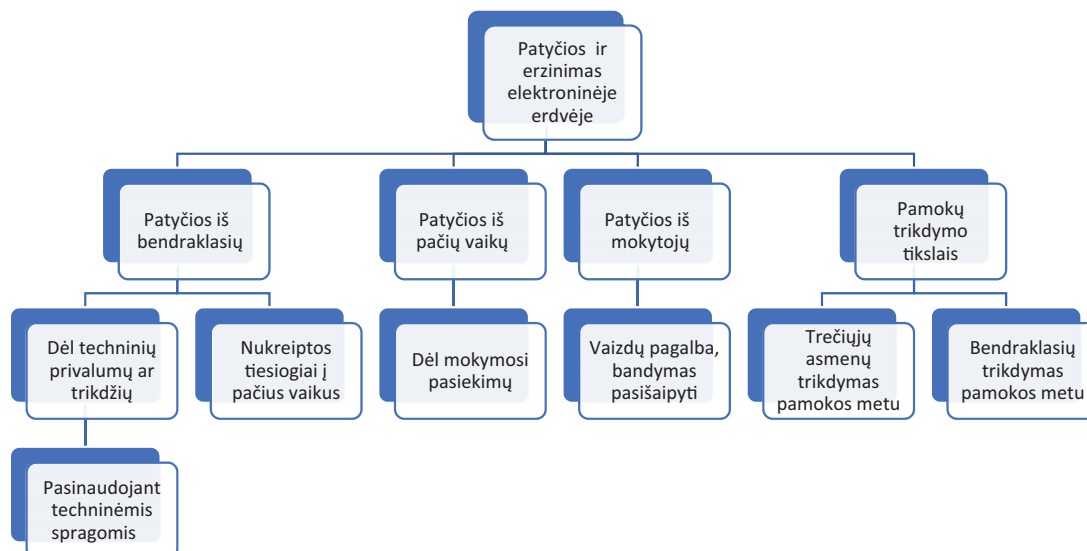 Patyčios ir
erzinimas
elektroninėje
erdvėje
Patyčios iš
bendraklasių
Patyčios iš
pačių vaikų
Patyčios iš
mokytojų
Pamokų
trikdymo
tikslais
Dėl techninių
privalumų ar
trikdžių
Nukreiptos
tiesiogiai į
pačius vaikus
Dėl mokymosi
pasiekimų
Vaizdų pagalba,
bandymas
pasišaipyti
Trečiųjų
asmenų
trikdymas
pamokos metu
Bendraklasių
trikdymas
pamokos metu
Pasinaudojant
techninėmis
spragomis